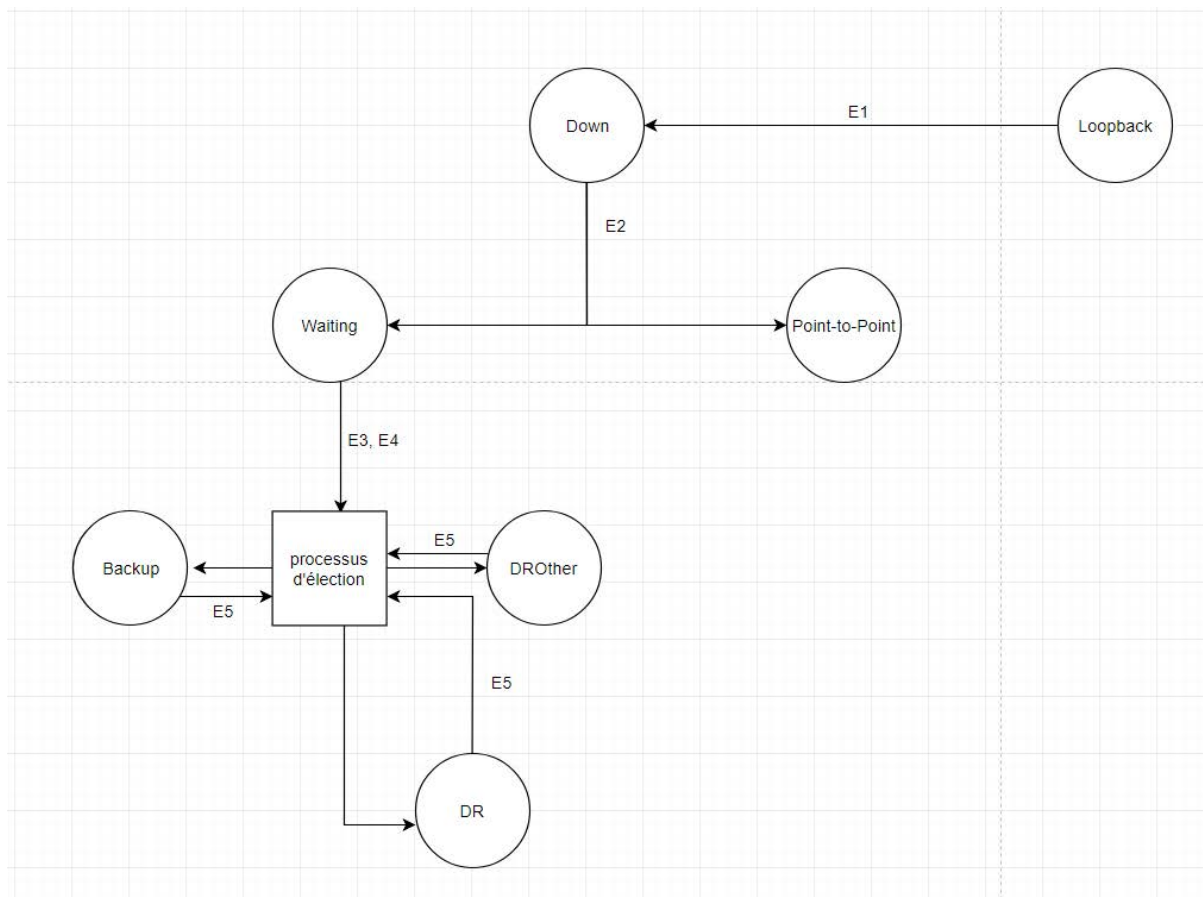 Down
E1
Loopback
E2
Waiting
Point-to-Point
E3, E4
Backup
processus
d'élection
E5
DROther
E5
E5
DR